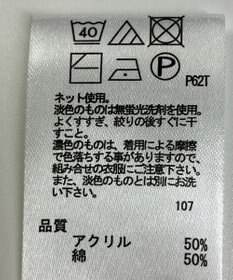 40
P
P62T
ネット使用。
淡色のものは無蛍光洗剤を使用。
よくすすぎ、絞りの後すぐに干
すこと。
濃色のものは、着用による摩擦
で色落ちする事がありますので、
組み合せの衣服にご注意下さい。
また、淡色のものとは別にお洗
い下さい。
107
品質
アクリル 50%
綿 50%